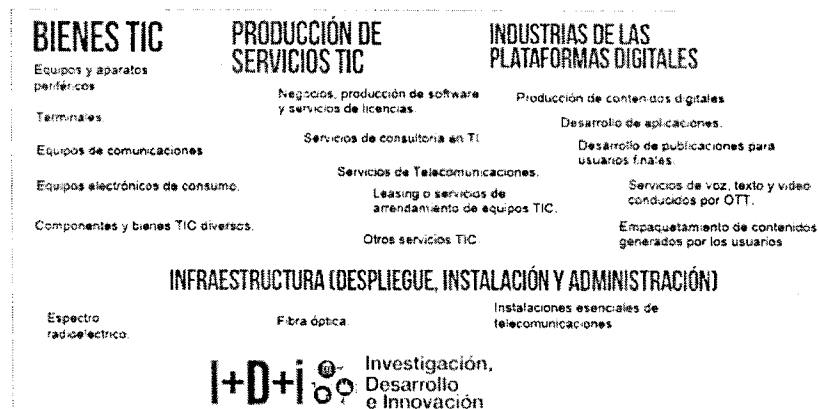 BIENES TIC
Equipos y aparatos
periféricos
Terminales.
Equipos de comunicaciones
Equipos electrónicos de consumo.
Componentes y bienes TIC diversos.
PRODUCCIÓN DE
SERVICIOS TIC
Negocios, producción de software
y servicios de licencias.
Servicios de consultoria en TI
Servicios de Telecomunicaciones.
Leasing o servicios de
arrendamiento de equipos TIC.
Otros servicios TIC
INDUSTRIAS DE LAS
PLATAFORMAS DIGITALES
Producción de contenidos digitales
Desarrollo de aplicaciones.
Desarrollo de publicaciones para
usuarios finales.
Servicios de voz, texto y video
conducidos por OTT.
Empaquetamiento de contenidos
generados por los usuarios
INFRAESTRUCTURA (DESPLIEGUE, INSTALACIÓN Y ADMINISTRACIÓN)
Espectro
radioelectrico.
Fibra óptica.
Instalaciones esenciales de
telecomunicaciones
I+D+i
Investigación,
Desarrollo
e Innovación